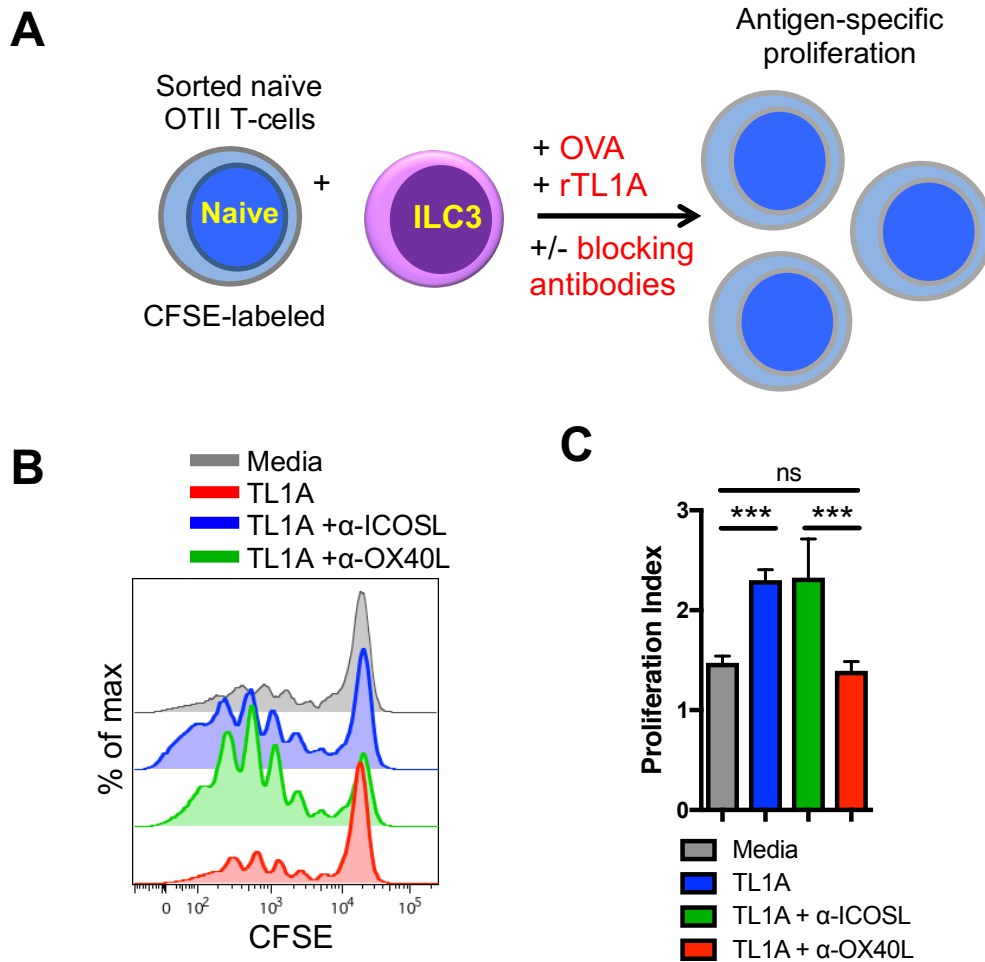 A
Sorted naïve
OTII T-cells
Naive
+
ILC3
CFSE-labeled
+ OVA
+ rTL1A
+/- blocking
antibodies
Antigen-specific
proliferation
B
Media
TL1A
TL1A +α-ICOSL
TL1A +α-OX40L
% of max
0 10² 10³ 10⁴ 10⁵
CFSE
C
ns
*** ***
Proliferation Index
3
2
1
0
Media
TL1A
TL1A + α-ICOSL
TL1A + α-OX40L